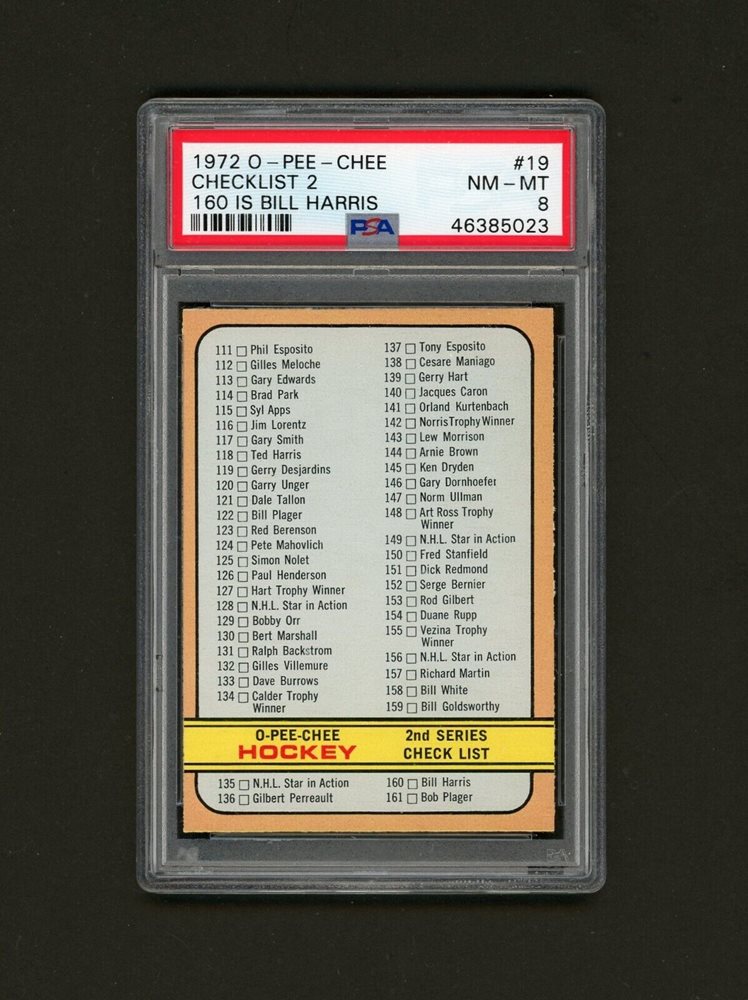 1972 O-PEE-CHEE #19
CHECKLIST 2 NM-MT
160 IS BILL HARRIS 8
PSA 46385023
111 □ Phil Esposito
112 □ Gilles Meloche
113 □ Gary Edwards
114 □ Brad Park
115 □ Syl Apps
116 □ Jim Lorentz
117 □ Gary Smith
118 □ Ted Harris
119 □ Gerry Desjardins
120 □ Garry Unger
121 □ Dale Tallon
122 □ Bill Plager
123 □ Red Berenson
124 □ Pete Mahovlich
125 □ Simon Nolet
126 □ Paul Henderson
127 □ Hart Trophy Winner
128 □ N.H.L. Star in Action
129 □ Bobby Orr
130 □ Bert Marshall
131 □ Ralph Backstrom
132 □ Gilles Villemure
133 □ Dave Burrows
134 □ Calder Trophy
Winner
137 □ Tony Esposito
138 □ Cesare Maniago
139 □ Gerry Hart
140 □ Jacques Caron
141 □ Orland Kurtenbach
142 □ Norris Trophy Winner
143 □ Lew Morrison
144 □ Arnie Brown
145 □ Ken Dryden
146 □ Gary Dornhoefer
147 □ Norm Ullman
148 □ Art Ross Trophy
Winner
149 □ N.H.L. Star in Action
150 □ Fred Stanfield
151 □ Dick Redmond
152 □ Serge Bernier
153 □ Rod Gilbert
154 □ Duane Rupp
155 □ Vezina Trophy
Winner
156 □ N.H.L. Star in Action
157 □ Richard Martin
158 □ Bill White
159 □ Bill Goldsworthy
O-PEE-CHEE
HOCKEY
2nd SERIES
CHECK LIST
135 □ N.H.L. Star in Action
136 □ Gilbert Perreault
160 □ Bill Harris
161 □ Bob Plager
PSA